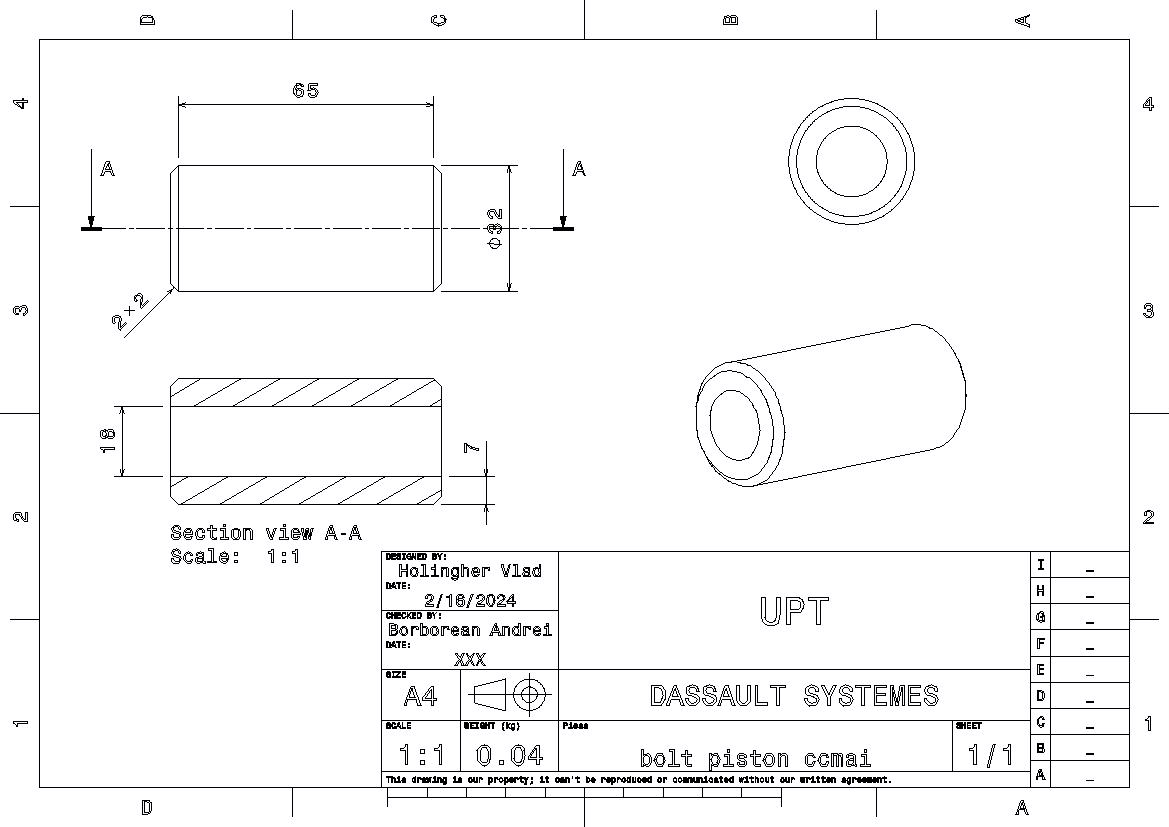 D C B A
4 4
65
A A
Φ32
3 3
2+2
18
7
2 2
Section view A-A
Scale: 1:1
DESIGNED BY:
Holingher Vlad
DATE:
2/16/2024
CHECKED BY:
Borborean Andrei
DATE:
XXX
UPT
I _
H _
G _
F _
E _
D _
C _
B _
A _
SIZE
A4
DASSAULT SYSTEMES
1 1
SCALE
1:1
WEIGHT (kg)
0.04
Piesa
bolt piston ccmai
SHEET
1/1
This drawing is our property; it can't be reproduced or communicated without our written agreement.
D A